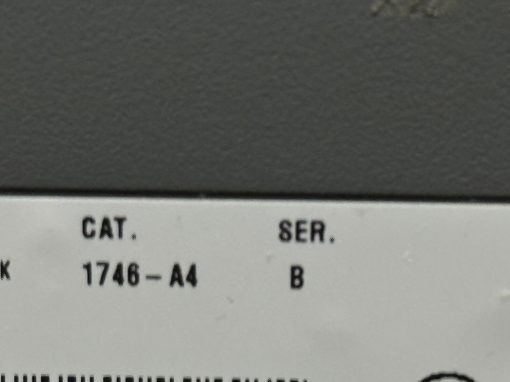 CAT. SER.
K 1746-A4 B